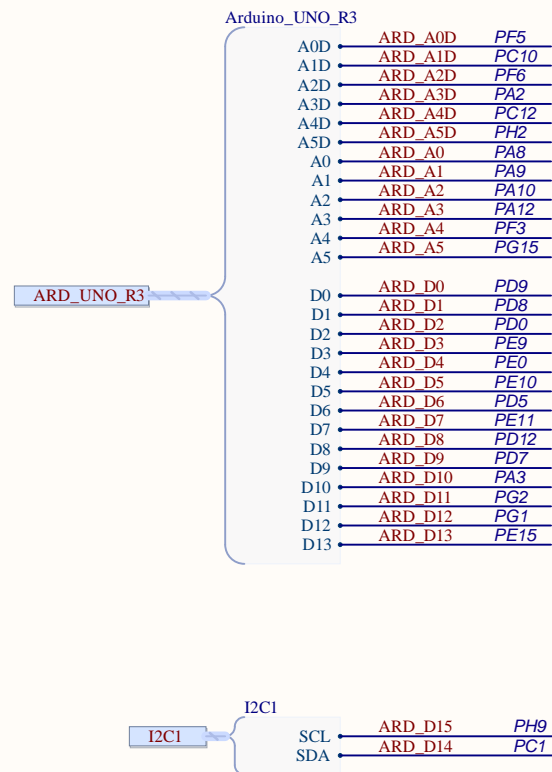 Arduino_UNO_R3
A0D ARD_A0D PF5
A1D ARD_A1D PC10
A2D ARD_A2D PF6
A3D ARD_A3D PA2
A4D ARD_A4D PC12
A5D ARD_A5D PH2
A0 ARD_A0 PA8
A1 ARD_A1 PA9
A2 ARD_A2 PA10
A3 ARD_A3 PA12
A4 ARD_A4 PF3
A5 ARD_A5 PG15
ARD_UNO_R3 D0 ARD_D0 PD9
D1 ARD_D1 PD8
D2 ARD_D2 PD0
D3 ARD_D3 PE9
D4 ARD_D4 PE0
D5 ARD_D5 PE10
D6 ARD_D6 PD5
D7 ARD_D7 PE11
D8 ARD_D8 PD12
D9 ARD_D9 PD7
D10 ARD_D10 PA3
D11 ARD_D11 PG2
D12 ARD_D12 PG1
D13 ARD_D13 PE15
I2C1
I2C1 SCL ARD_D15 PH9
SDA ARD_D14 PC1